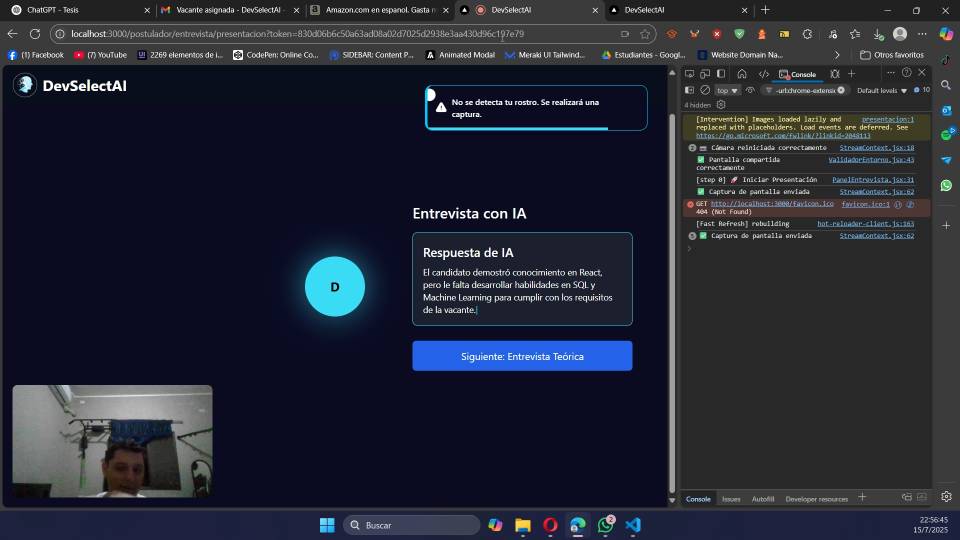 ChatGPT - Tesis
Vacante asignada - DevSelectAI -
Amazon.com en espanol. Gasta m
DevSelectAI
DevSelectAI
localhost:3000/postulador/entrevista/presentacion?token=830d06b6c50a63ad08a02d7025d2938e3aa430d96c197e79
(1) Facebook
(7) YouTube
2269 elementos de i...
CodePen: Online Co...
SIDEBAR: Content P...
Animated Modal
Meraki UI Tailwind...
Estudiantes - Googl...
Website Domain Na...
Otros favoritos
DevSelectAI
No se detecta tu rostro. Se realizará una
captura.
Entrevista con IA
D
Respuesta de IA
El candidato demostró conocimiento en React,
pero le falta desarrollar habilidades en SQL y
Machine Learning para cumplir con los requisitos
de la vacante.
Siguiente: Entrevista Teórica
Console
top
-url:chrome-extensi
Default levels
10
4 hidden
[Intervention] Images loaded lazily and presentacion:1
replaced with placeholders. Load events are deferred. See
https://go.microsoft.com/fwlink/?linkid=2048113
2 Cámara reiniciada correctamente StreamContext.jsx:18
Pantalla compartida ValidadorEntorno.jsx:43
correctamente
[step 0] 🚀 Iniciar Presentación PanelEntrevista.jsx:31
Captura de pantalla enviada StreamContext.jsx:62
GET http://localhost:3000/favicon.ico favicon.ico:1
404 (Not Found)
[Fast Refresh] rebuilding hot-reloader-client.js:163
5 Captura de pantalla enviada StreamContext.jsx:62
Console
Issues
Autofill
Developer resources
Buscar
2
22:56:45
15/7/2025